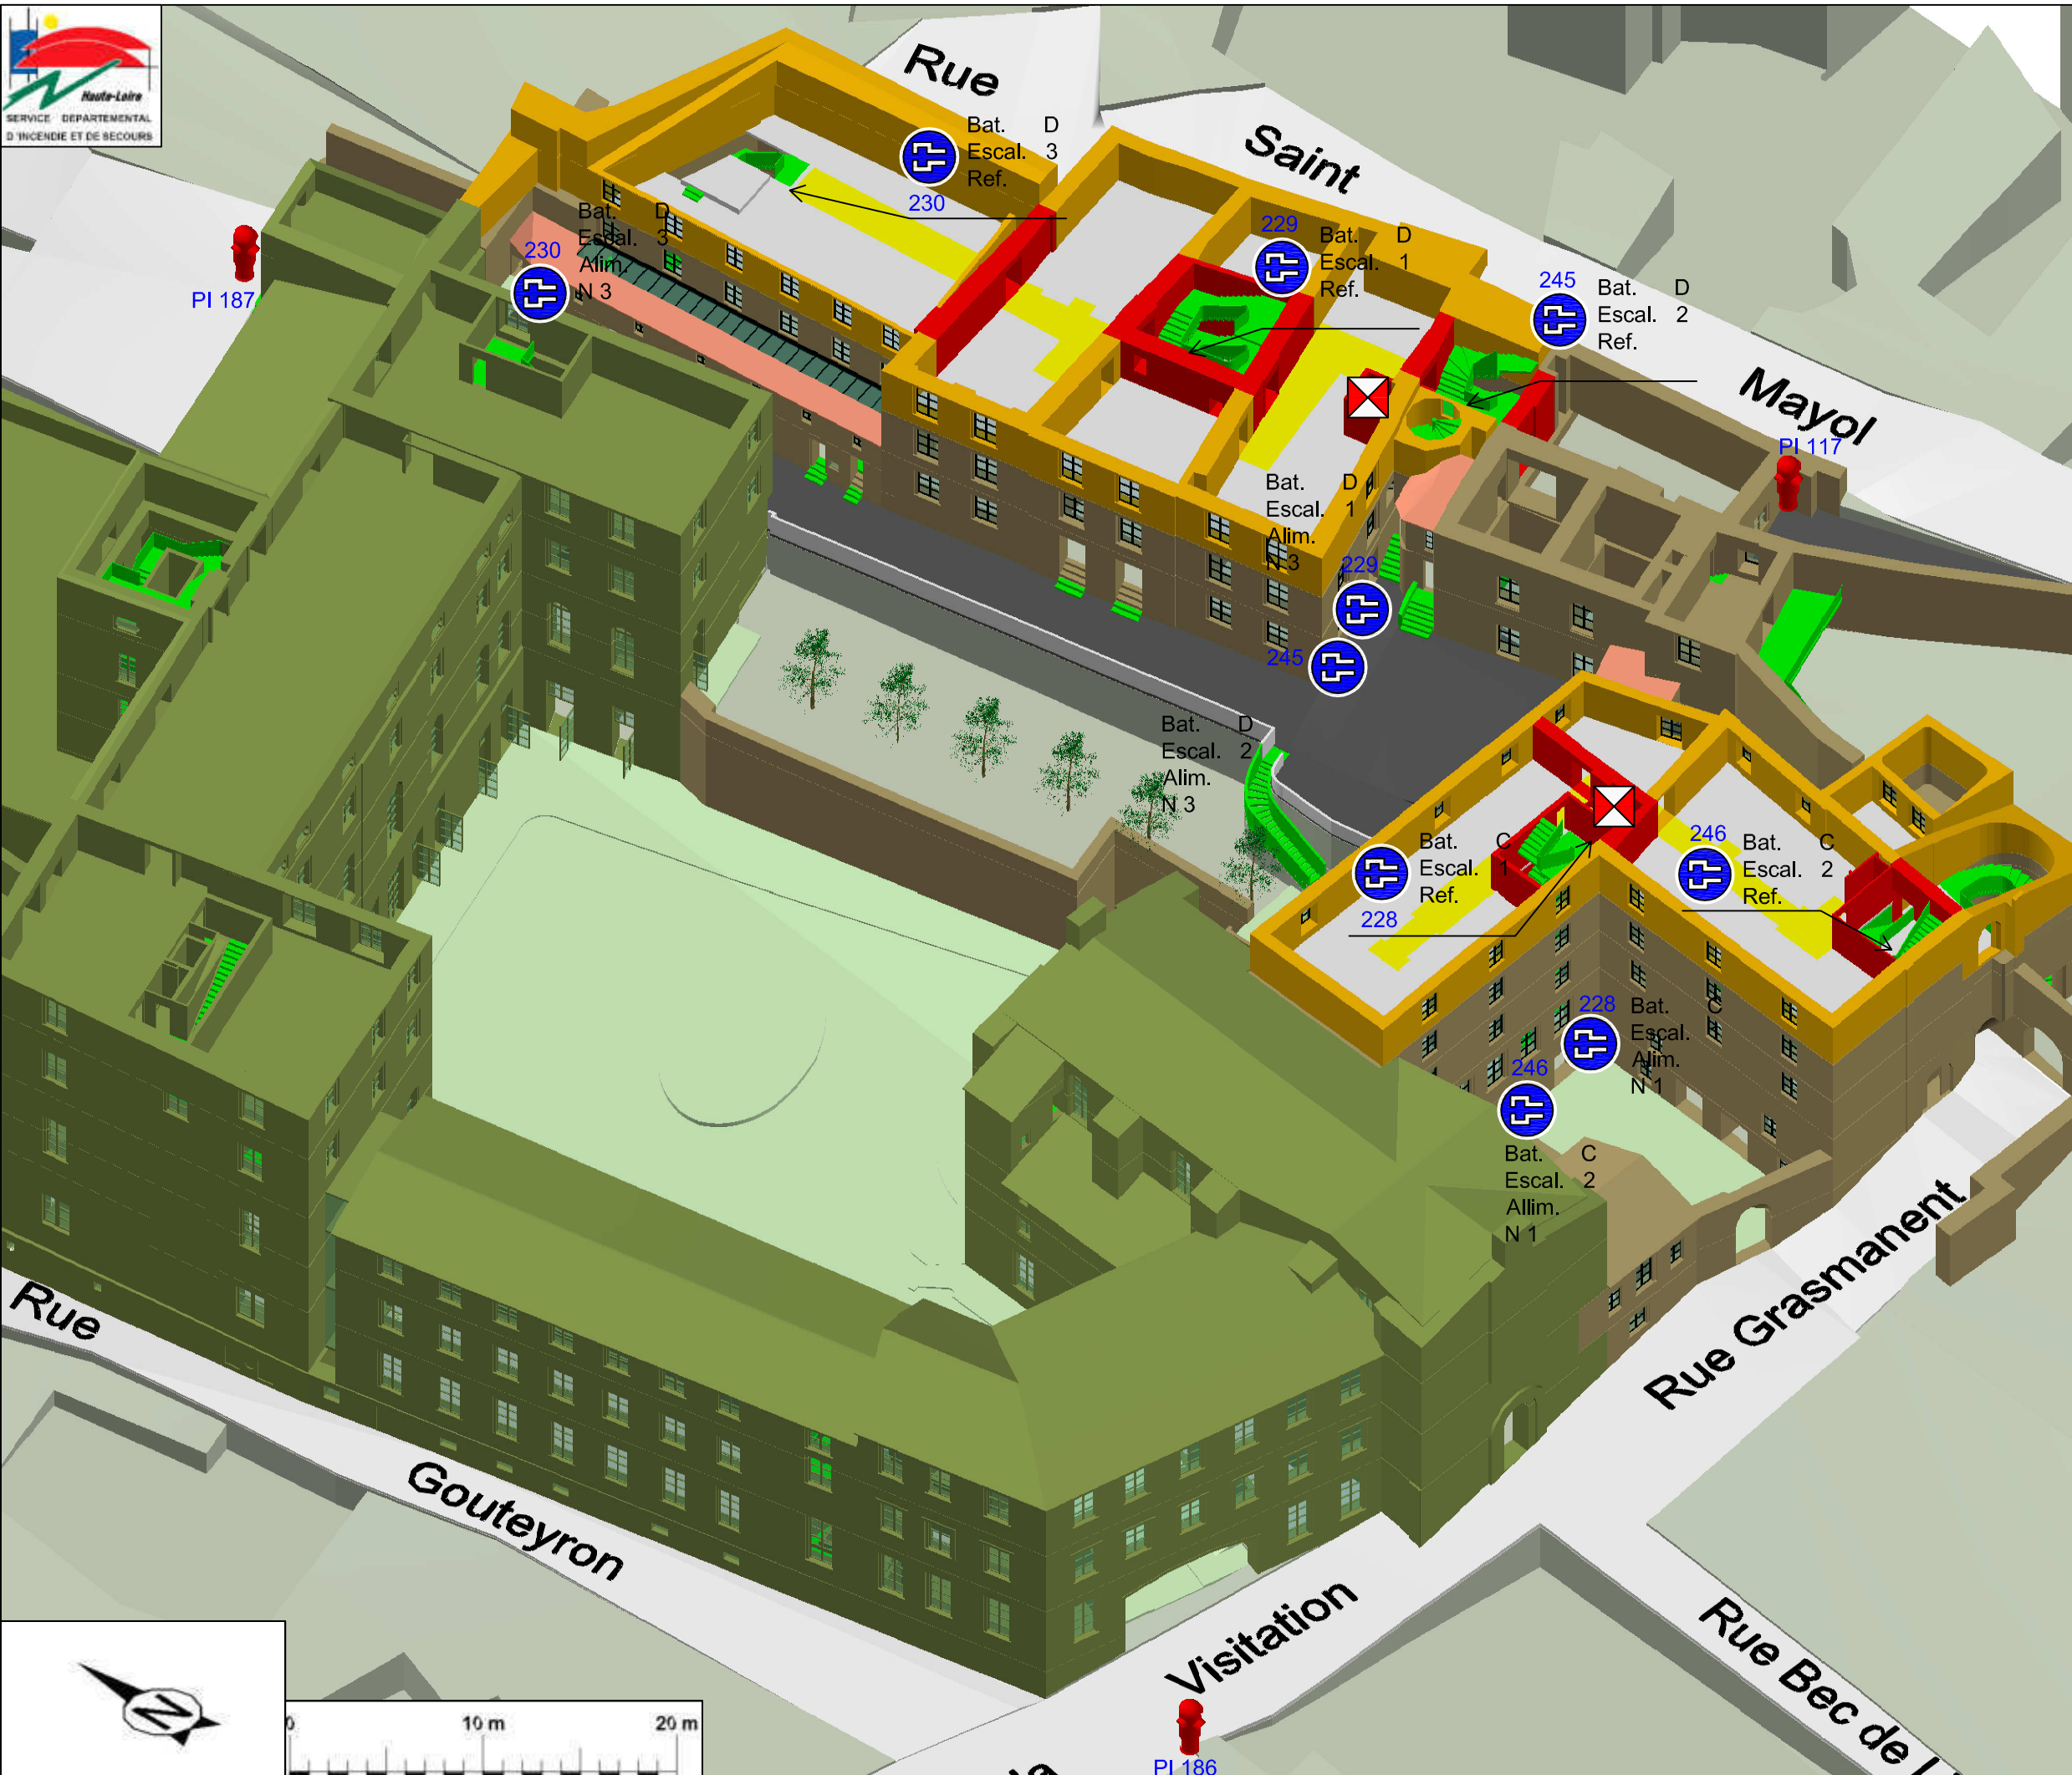 Haute-Loire
SERVICE DEPARTEMENTAL
D'INCENDIE ET DE SECOURS
Rue
Saint
Mayol
Bat. D
Escal. 3
Ref.
230
Bat. D
Escal. 3
Alim.
N 3
230
PI 187
229
Bat. D
Escal. 1
Ref.
245
Bat. D
Escal. 2
Ref.
PI 117
Bat. D
Escal. 1
Alim.
N 3
229
245
Bat. D
Escal. 2
Alim.
N 3
Bat. C
Escal. 1
Ref.
228
246
Bat. C
Escal. 2
Ref.
228
Bat. C
Escal.
Alim.
N 1
246
Bat. C
Escal. 2
Allim.
N 1
Rue Grasmanent
Rue
Gouteyron
Visitation
Rue Bec de
PI 186
N
0 10 m 20 m